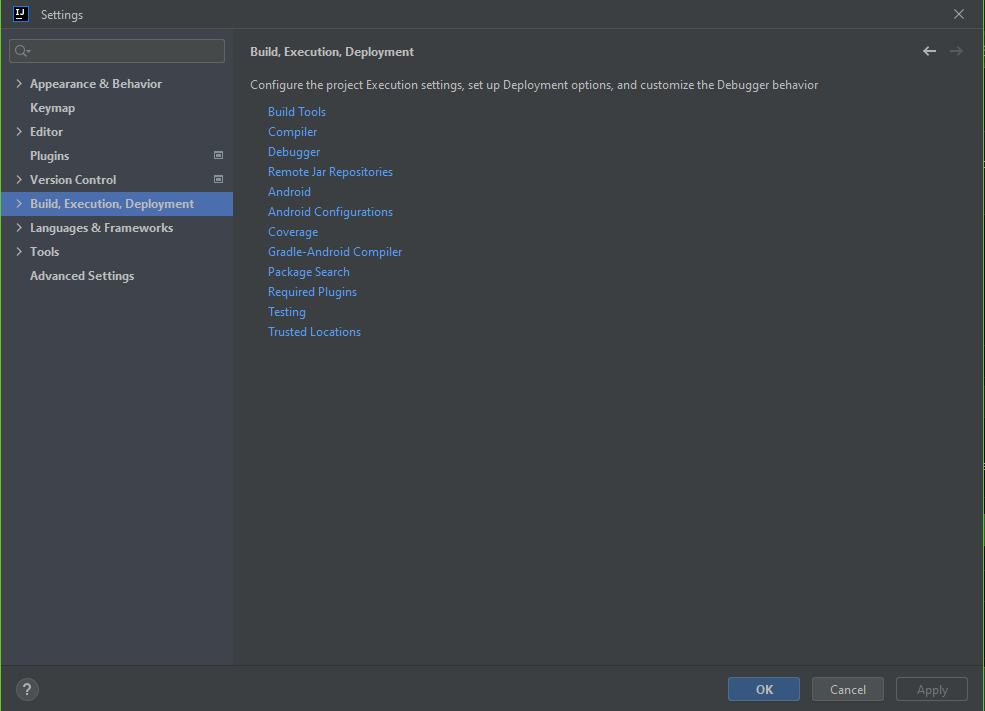 IJ
Settings
Appearance & Behavior
Keymap
Editor
Plugins
Version Control
Build, Execution, Deployment
Languages & Frameworks
Tools
Advanced Settings
Build, Execution, Deployment
Configure the project Execution settings, set up Deployment options, and customize the Debugger behavior
Build Tools
Compiler
Debugger
Remote Jar Repositories
Android
Android Configurations
Coverage
Gradle-Android Compiler
Package Search
Required Plugins
Testing
Trusted Locations
?
OK
Cancel
Apply